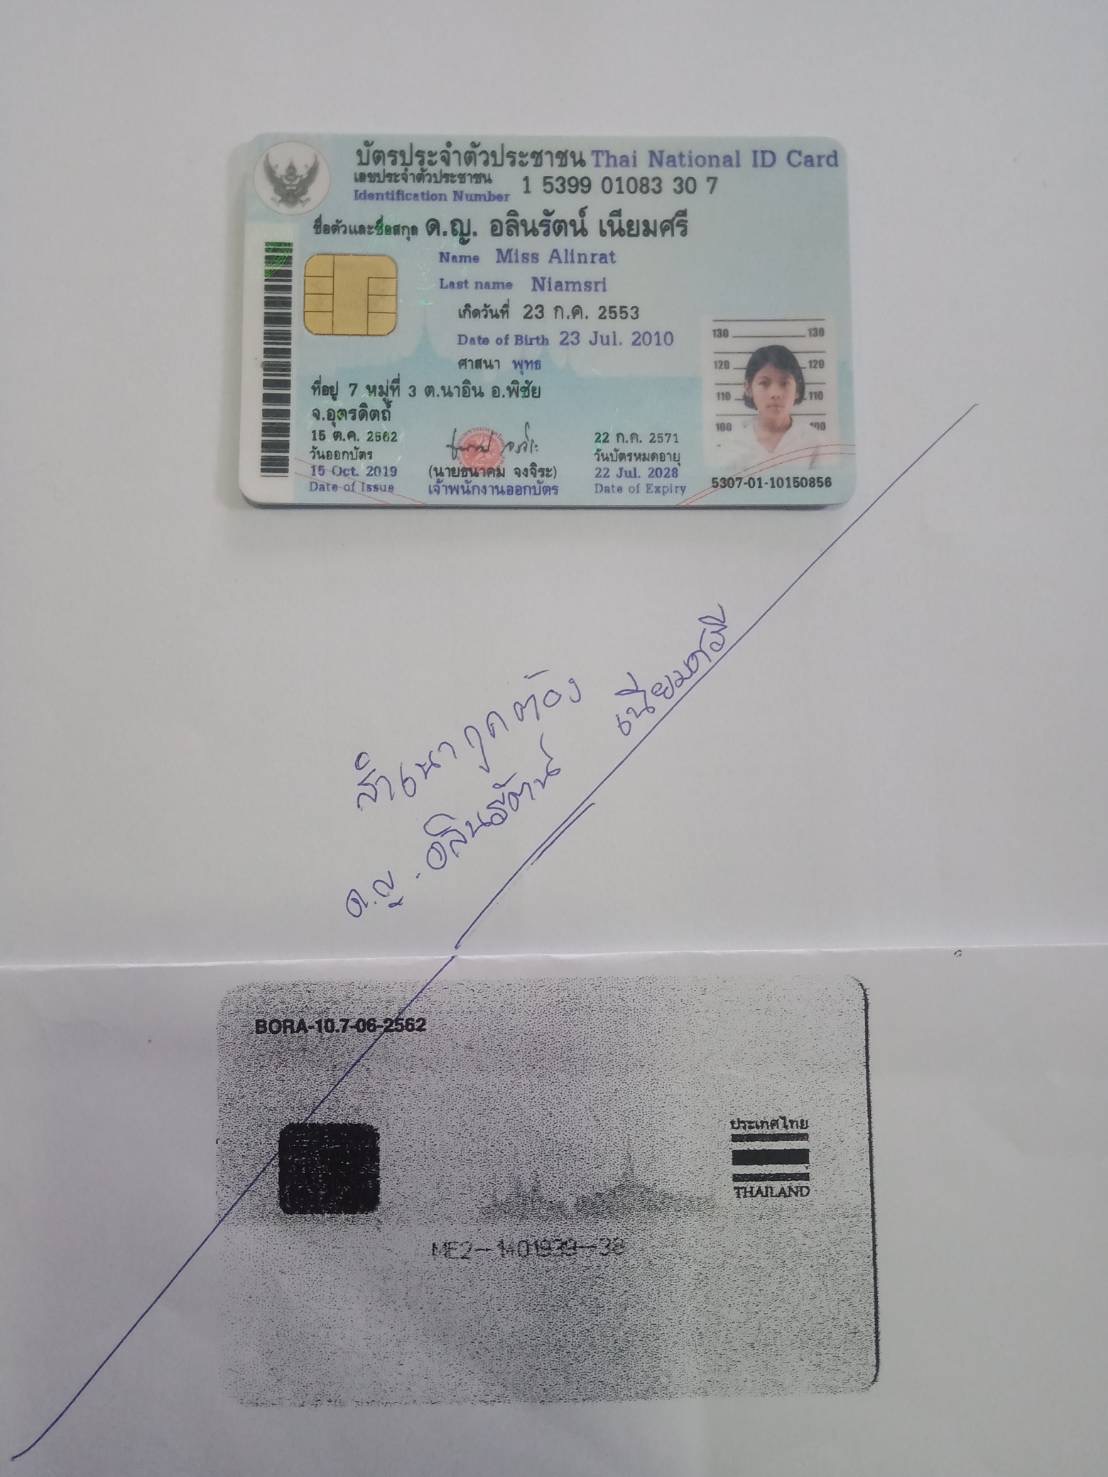 บัตรประจำตัวประชาชน Thai National ID Card
เลขประจำตัวประชาชน
Identification Number 1 5399 01083 30 7
ชื่อตัวและชื่อสกุล ด.ญ. อลินรัตน์ เนียมศรี
Name Miss Alinrat
Last name Niamsri
เกิดวันที่ 23 ก.ค. 2553
Date of Birth 23 Jul. 2010
ศาสนา พุทธ
ที่อยู่ 7 หมู่ที่ 3 ต.นาอิน อ.พิชัย
จ.อุตรดิตถ์
15 ต.ค. 2562
วันออกบัตร
15 Oct. 2019
Date of Issue
(นายธนาคม จงจิระ)
เจ้าพนักงานออกบัตร
22 ก.ค. 2571
วันบัตรหมดอายุ
22 Jul. 2028
Date of Expiry
130 130
120 120
110 110
100
5307-01-10150856
สำเนาถูกต้อง
ด.ญ. อลินรัตน์ เนียมศรี
BORA-10.7-06-2562
ประเทศไทย
THAILAND